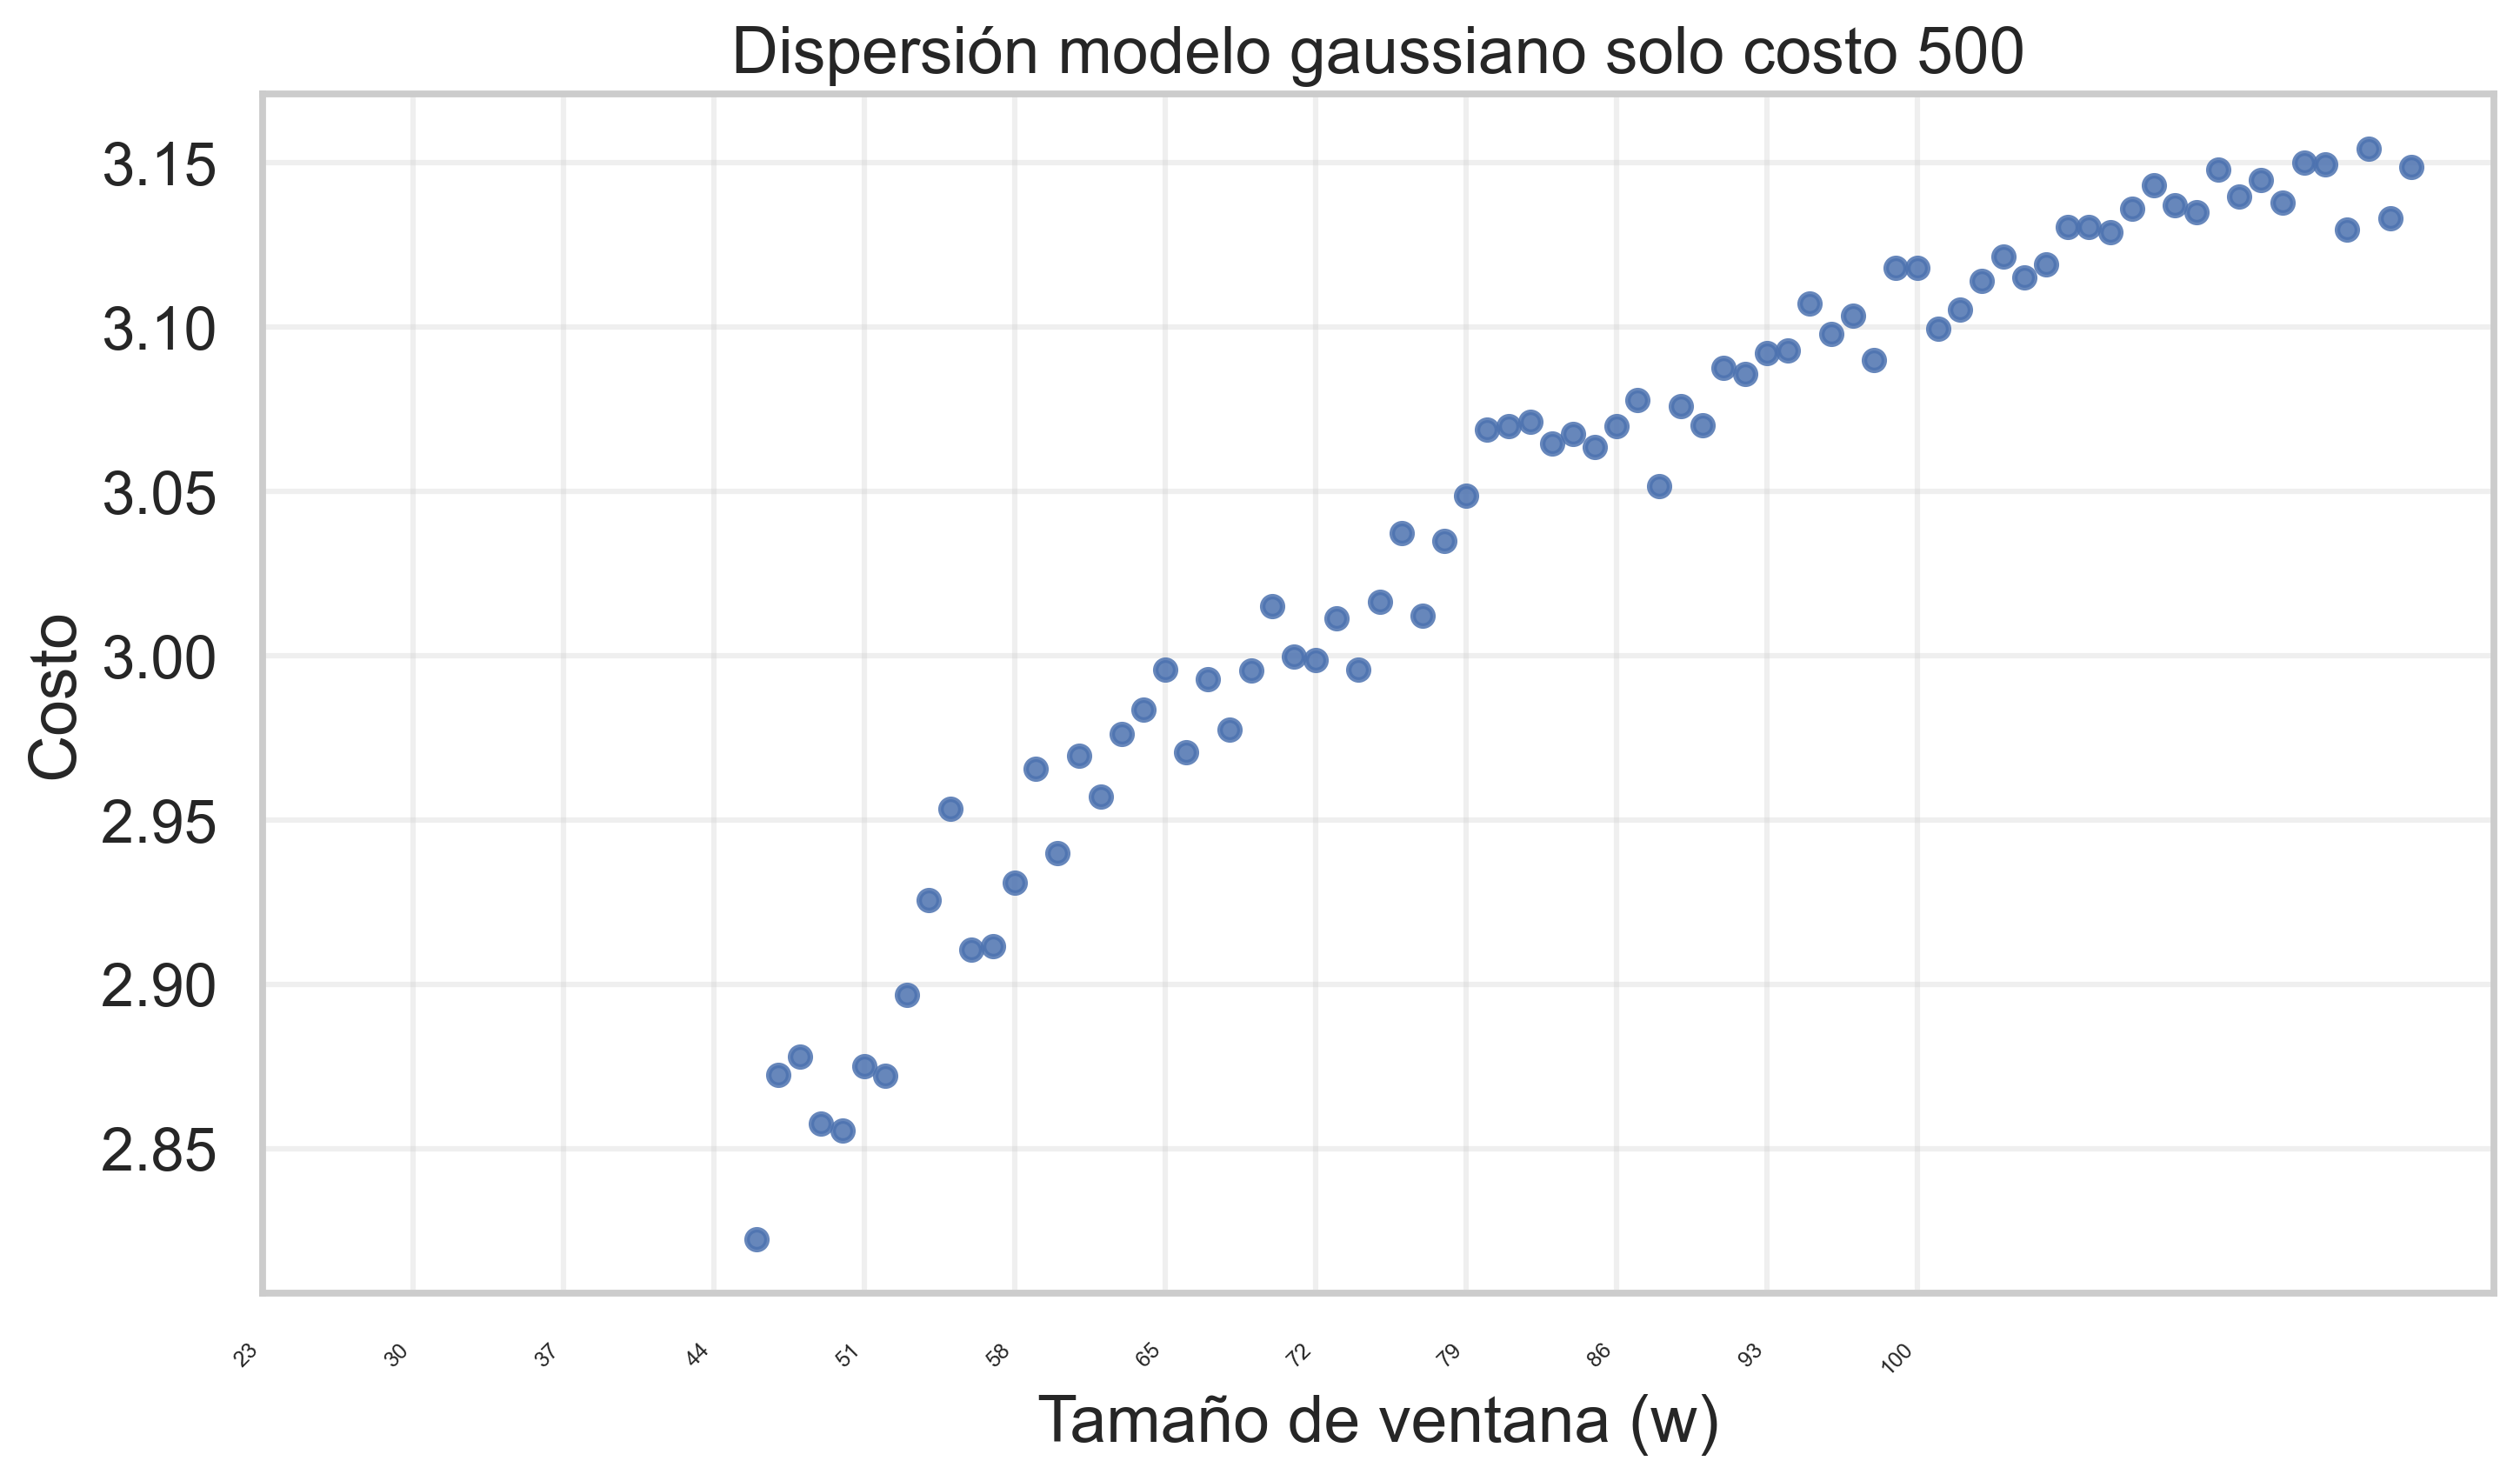 Dispersión modelo gaussiano solo costo 500
3.15
3.10
3.05
3.00
2.95
2.90
2.85
Costo
23 30 37 44 51 58 65 72 79 86 93 100
Tamaño de ventana (w)